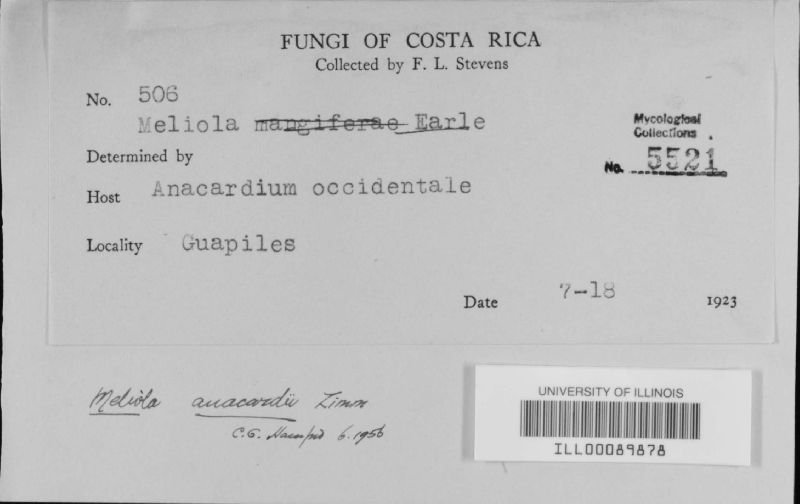 FUNGI OF COSTA RICA
Collected by F. L. Stevens
No. 506
Meliola mangiferae Earle
Mycological
Collections .
No. 5521
Determined by
Host Anacardium occidentale
Locality Guapiles
Date 7-18 1923
Meliola anacardii Zimm
C.G. 6.1956
UNIVERSITY OF ILLINOIS
ILL00089878